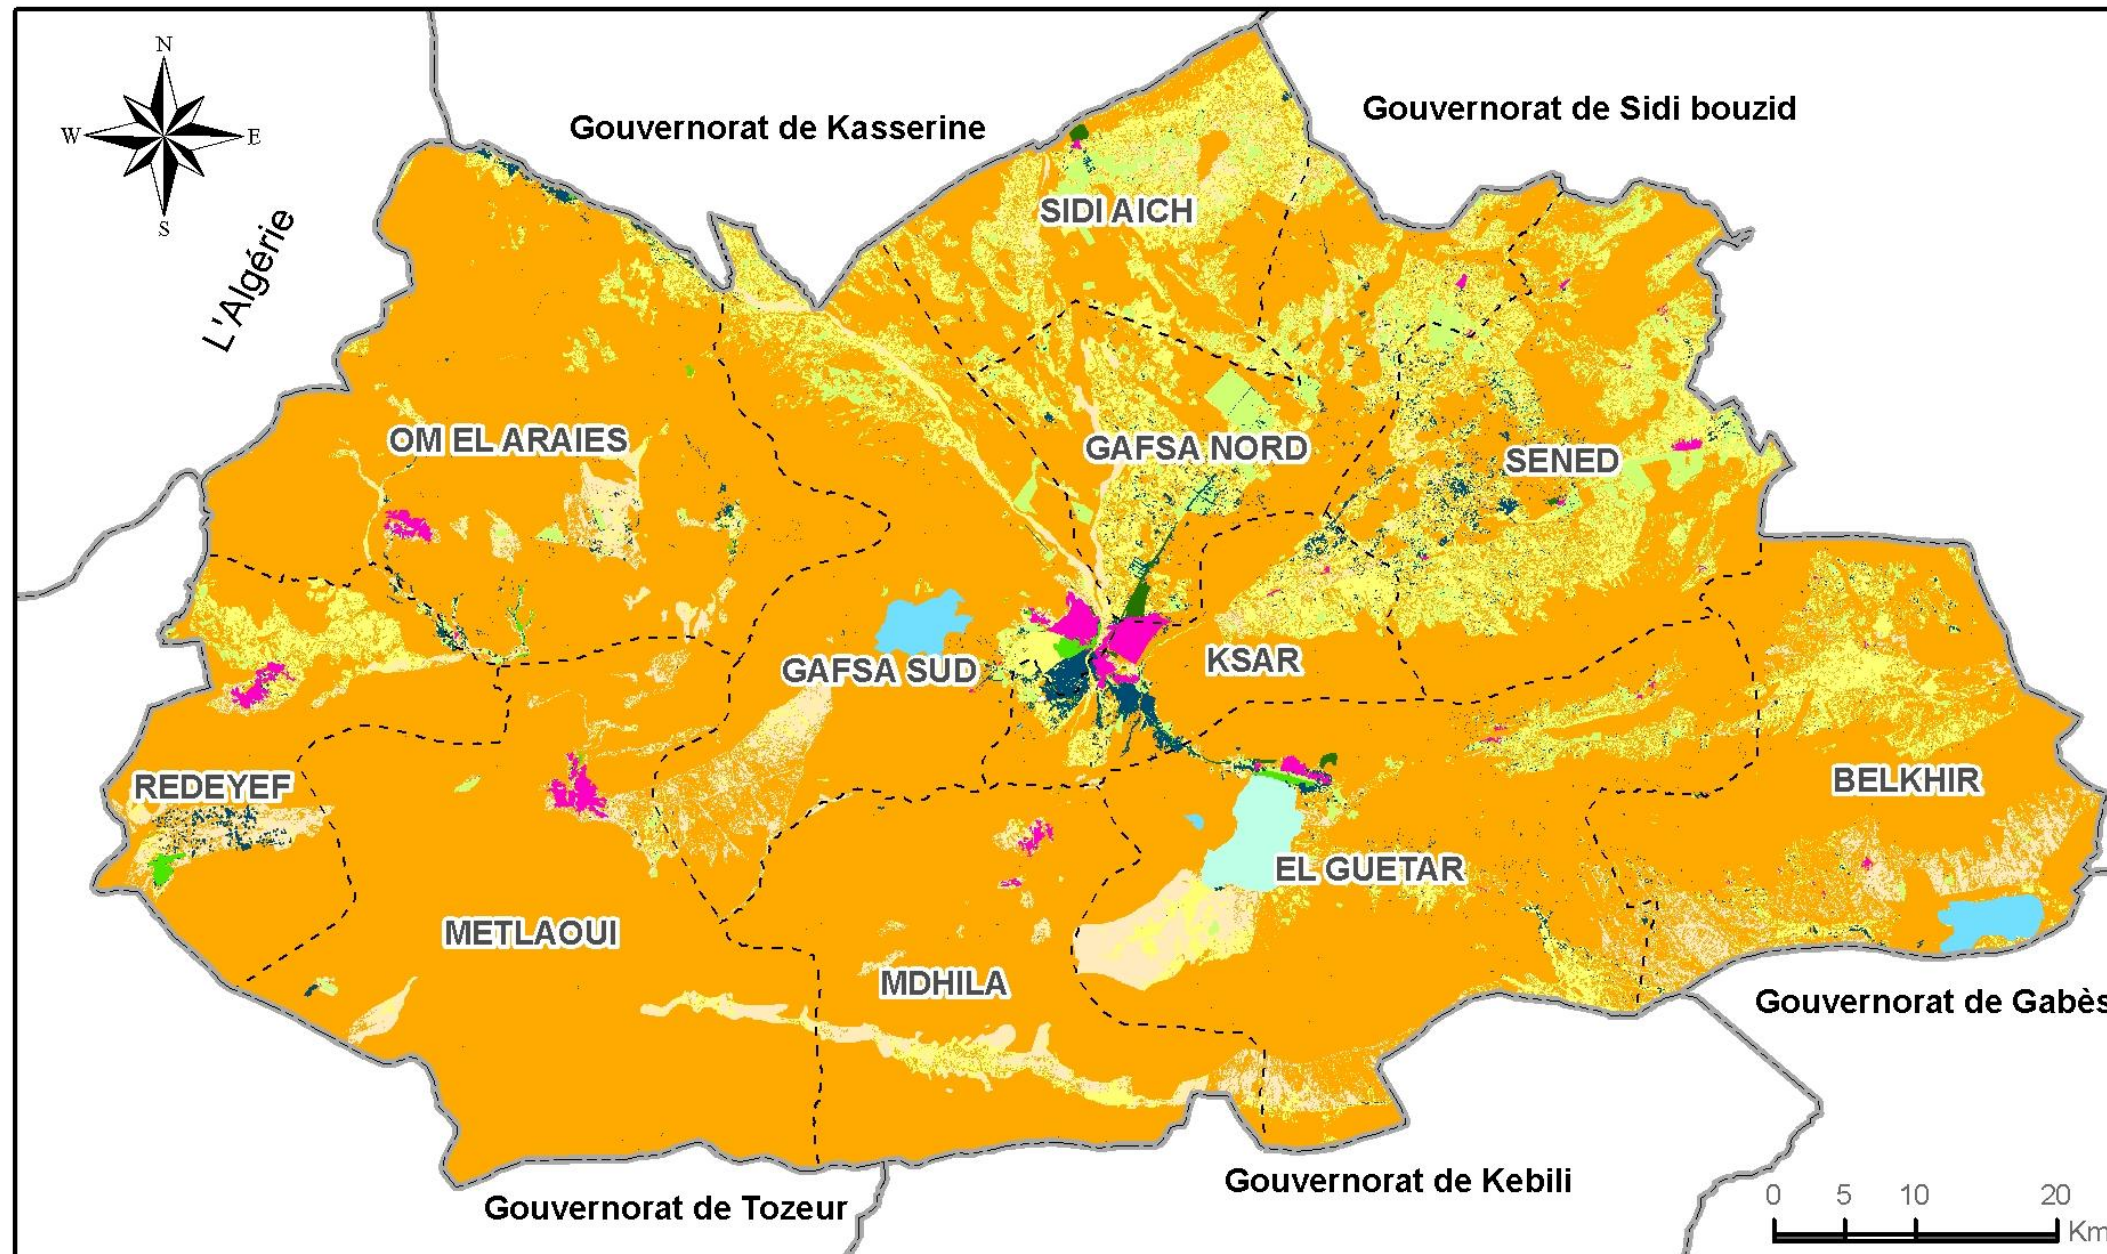 N
Gouvernorat de Kasserine
Gouvernorat de Sidi bouzid
W
E
S
L'Algérie
SIDI AICH
OM EL ARAIES
GAFSA NORD
SENED
GAFSA SUD
KSAR
REDEYEF
BELKHIR
EL GUETAR
METLAOUI
MDHILA
Gouvernorat de Gabès
Gouvernorat de Kebili
Gouvernorat de Tozeur
0 5 10 20
Km